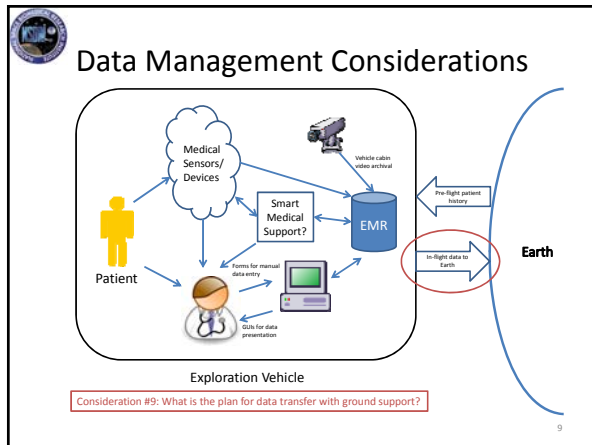 Data Management Considerations
Medical
Sensors/
Devices
Vehicle cabin
video archival
Smart
Medical
Support?
EMR
Pre-flight patient
history
In-flight data to
Earth
Earth
Patient
Forms for manual
data entry
GUIs for data
presentation
Exploration Vehicle
Consideration #9: What is the plan for data transfer with ground support?
9